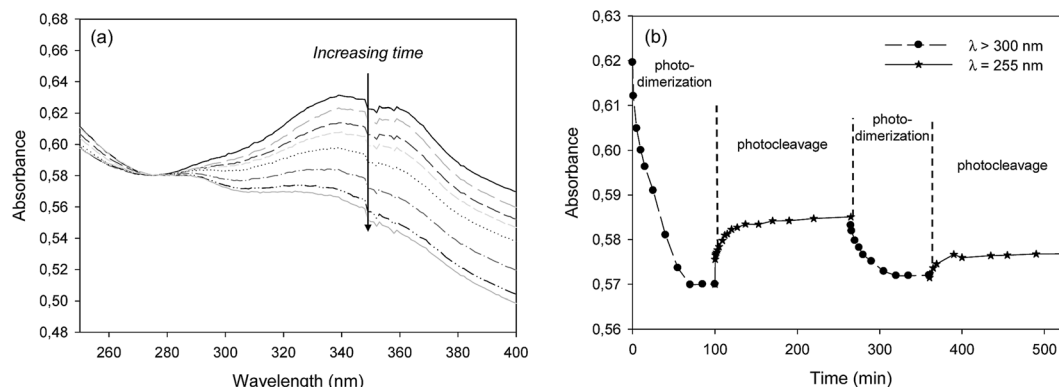 (a)
Increasing time
Absorbance
0,68
0,66
0,64
0,62
0,60
0,58
0,56
0,54
0,52
0,50
0,48
260
280
300
320
340
360
380
400
Wavelength (nm)
(b)
λ > 300 nm
λ = 255 nm
photo-
dimerization
photocleavage
photo-
dimerization
photocleavage
Absorbance
0,63
0,62
0,61
0,60
0,59
0,58
0,57
0,56
0
100
200
300
400
500
Time (min)